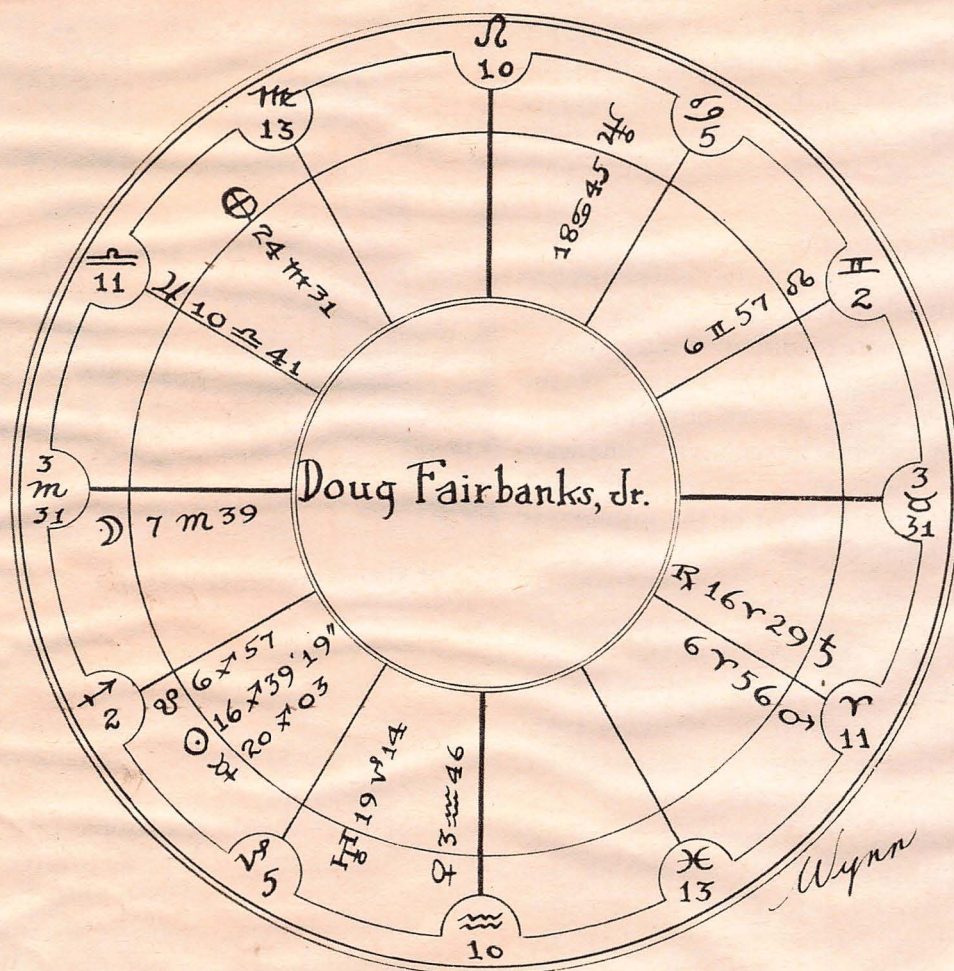 ♌
10
♍
13
♋
5
18 ♋ 45 ♆
⊗ 24 ♍ 31
♎
11
♃ 10 ♎ 41
6 ♊ 57 ☊
♊
2
3
♏
31
Doug Fairbanks, Jr.
3
♉
31
☽ 7 ♏ 39
℞ 16 ♈ 29 ♄
6 ♈ 56 ♂
♈
11
♐
2
☋ 6 ♐ 57
☉ 16 ♐ 39' 19"
☿ 20 ♐ 03
♑
5
♅ 19 ♑ 14
♀ 3 ♒ 46
♓
13
♒
10
Wynn